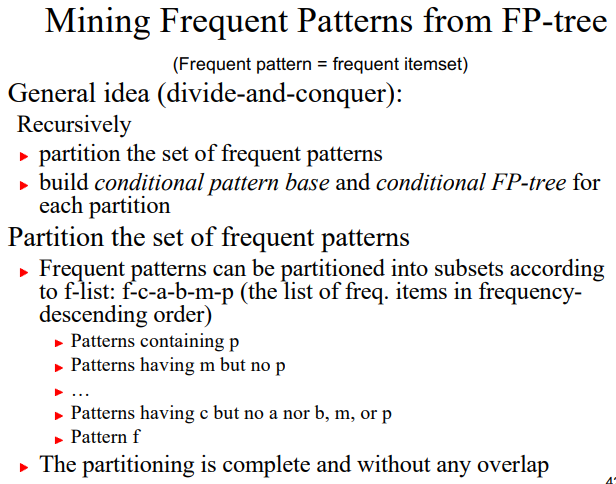 Mining Frequent Patterns from FP-tree
(Frequent pattern = frequent itemset)
General idea (divide-and-conquer):
Recursively
partition the set of frequent patterns
build conditional pattern base and conditional FP-tree for
each partition
Partition the set of frequent patterns
Frequent patterns can be partitioned into subsets according
to f-list: f-c-a-b-m-p (the list of freq. items in frequency-
descending order)
Patterns containing p
Patterns having m but no p
…
Patterns having c but no a nor b, m, or p
Pattern f
The partitioning is complete and without any overlap